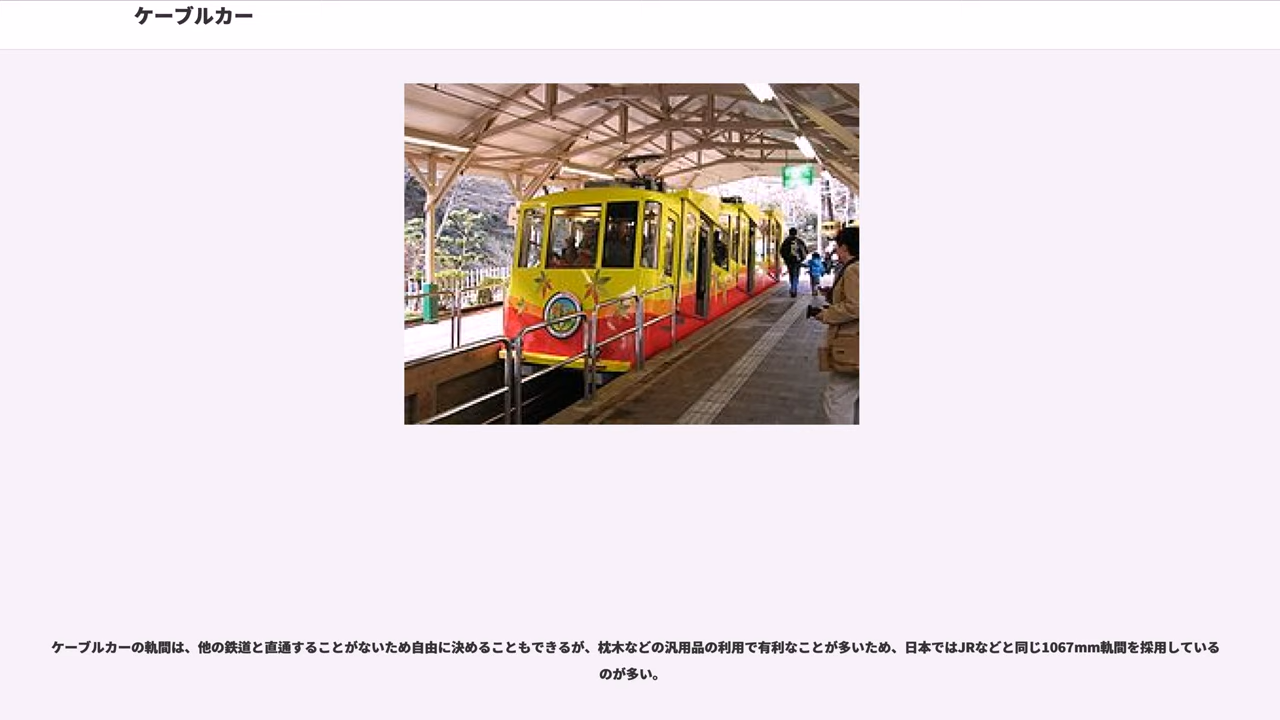 ケーブルカー
ケーブルカーの軌間は、他の鉄道と直通することがないため自由に決めることもできるが、枕木などの汎用品の利用で有利なことが多いため、日本ではJRなどと同じ1067mm軌間を採用している
のが多い。